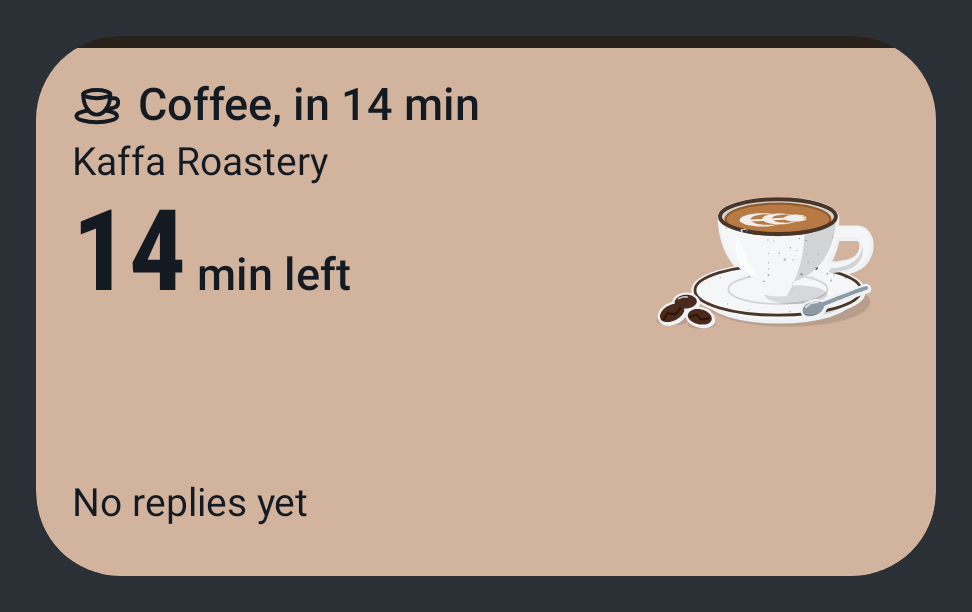 Coffee, in 14 min
Kaffa Roastery
14 min left
No replies yet